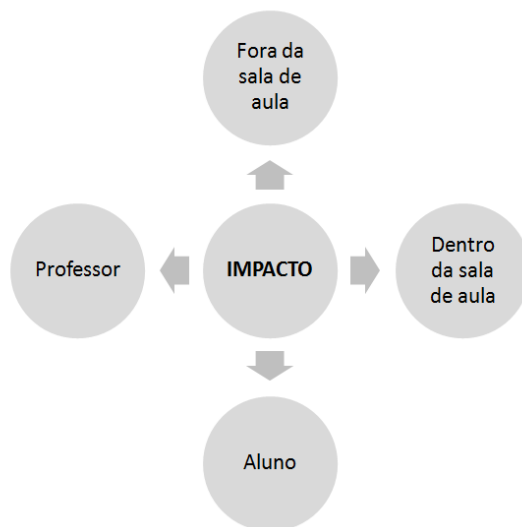 Fora da
sala de
aula
Professor
IMPACTO
Dentro
da sala
de aula
Aluno